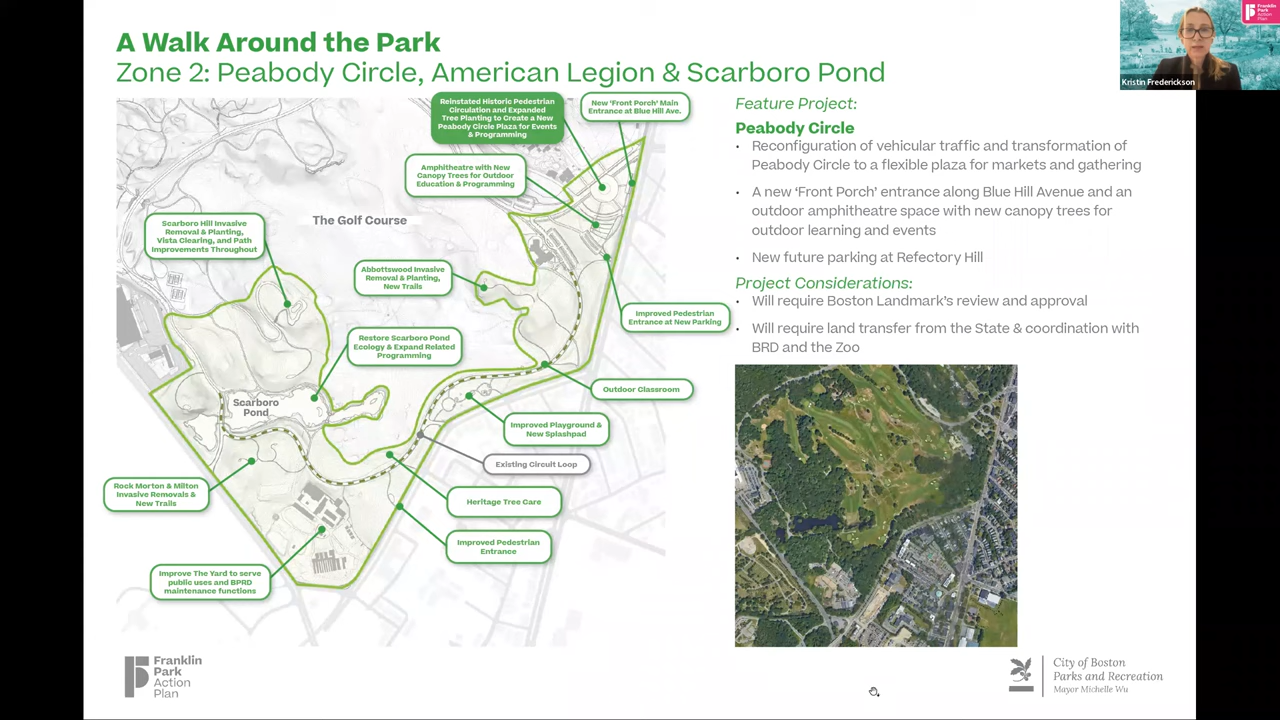 A Walk Around the Park
Zone 2: Peabody Circle, American Legion & Scarboro Pond
Reinstated Historic Pedestrian
Circulation and Expanded
Tree Planting to Create a New
Peabody Circle Plaza for Events
& Programming
New ‘Front Porch’ Main
Entrance at Blue Hill Ave.
Amphitheatre with New
Canopy Trees for Outdoor
Education & Programming
The Golf Course
Scarboro Hill Invasive
Removal & Planting,
Vista Clearing, and Path
Improvements Throughout
Abbottswood Invasive
Removal & Planting,
New Trails
Improved Pedestrian
Entrance at New Parking
Restore Scarboro Pond
Ecology & Expand Related
Programming
Outdoor Classroom
Scarboro
Pond
Improved Playground &
New Splashpad
Existing Circuit Loop
Rock Morton & Milton
Invasive Removals &
New Trails
Heritage Tree Care
Improved Pedestrian
Entrance
Improve The Yard to serve
public uses and BPRD
maintenance functions
Feature Project:
Peabody Circle
• Reconfiguration of vehicular traffic and transformation of
Peabody Circle to a flexible plaza for markets and gathering
• A new ‘Front Porch’ entrance along Blue Hill Avenue and an
outdoor amphitheatre space with new canopy trees for
outdoor learning and events
• New future parking at Refectory Hill
Project Considerations:
• Will require Boston Landmark’s review and approval
• Will require land transfer from the State & coordination with
BRD and the Zoo
Franklin
Park
Action
Plan
City of Boston
Parks and Recreation
Mayor Michelle Wu
Kristin Frederickson
Franklin
Park
Action
Plan